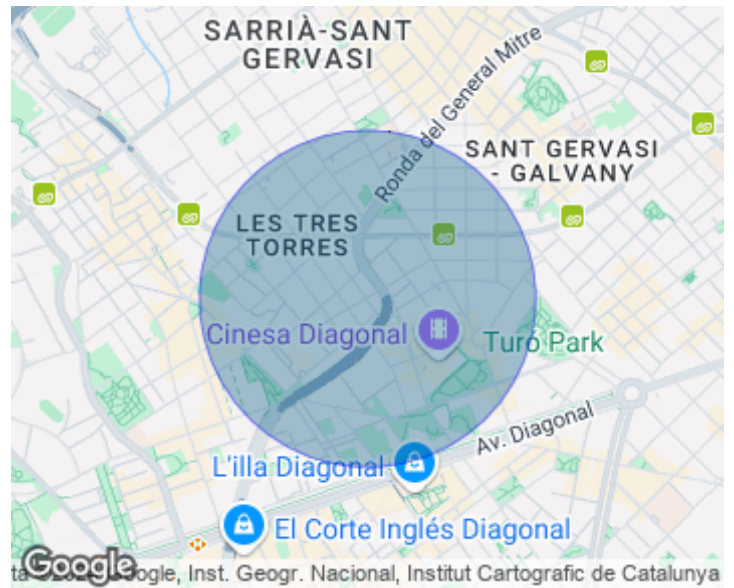 SARRIÀ-SANT
GERVASI
Ronda del General Mitre
SANT GERVASI
- GALVANY
LES TRES
TORRES
Cinesa Diagonal
Turó Park
Av. Diagonal
L'illa Diagonal
El Corte Inglés Diagonal
Google
Google, Inst. Geogr. Nacional, Institut Cartografic de Catalunya